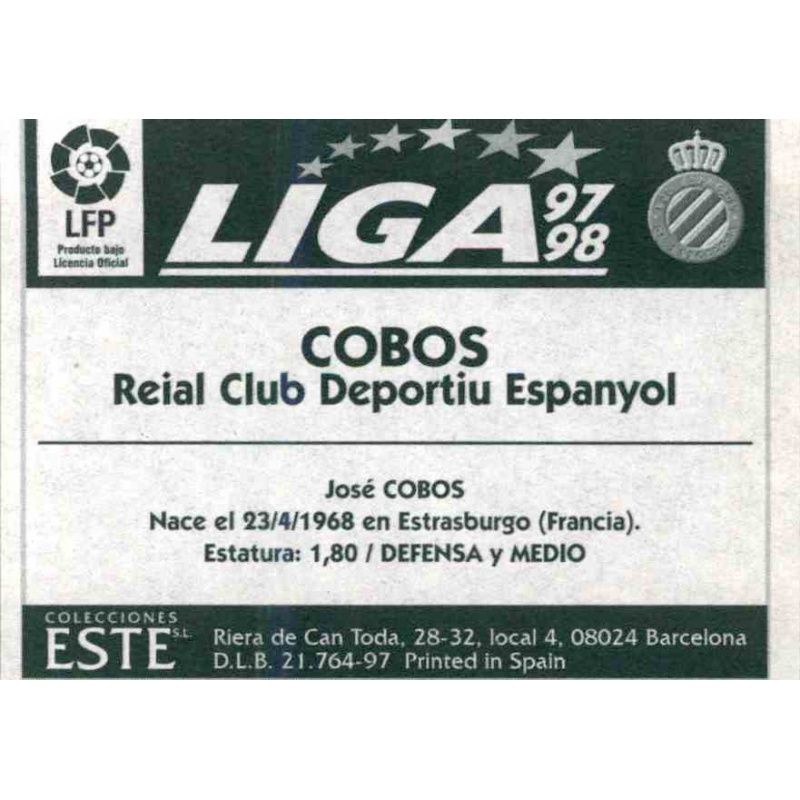 LFP
Producto bajo
Licencia Oficial
LIGA 97
98
COBOS
Reial Club Deportiu Espanyol
José COBOS
Nace el 23/4/1968 en Estrasburgo (Francia).
Estatura: 1,80 / DEFENSA y MEDIO
COLECCIONES
ESTE S.L.
Riera de Can Toda, 28-32, local 4, 08024 Barcelona
D.L.B. 21.764-97 Printed in Spain